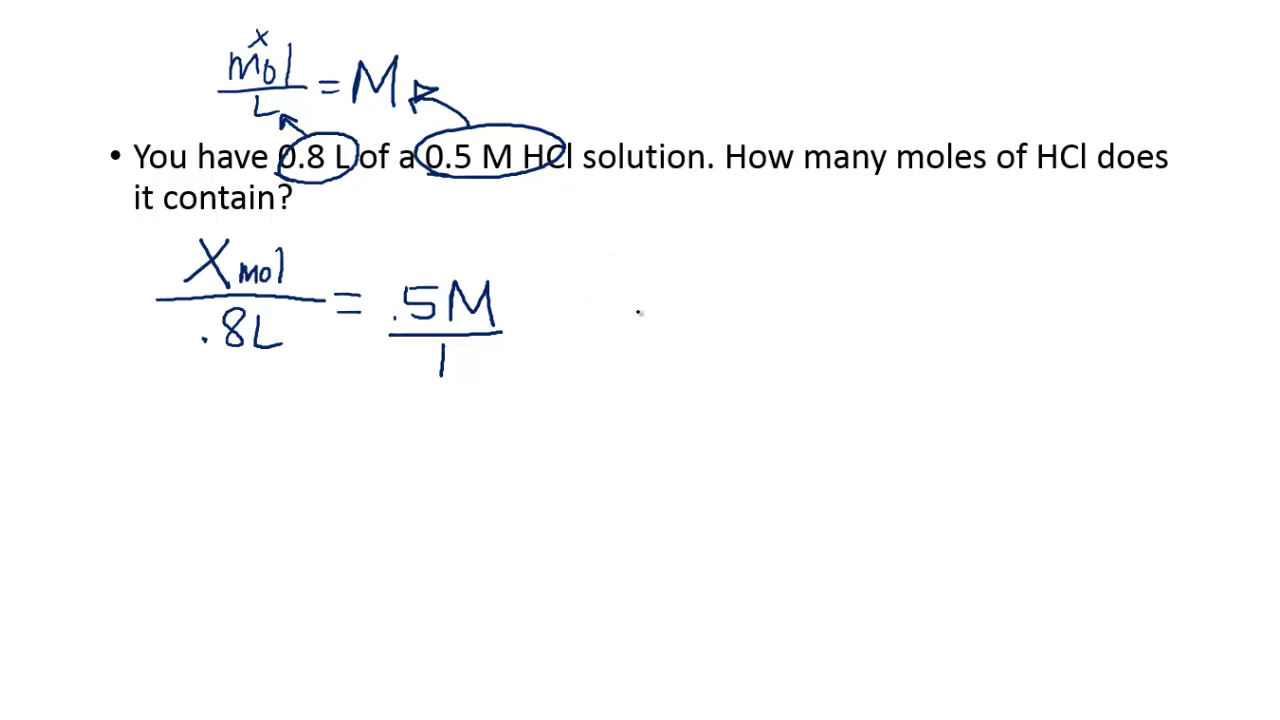 x
mol
L
= M
• You have 0.8 L of a 0.5 M HCl solution. How many moles of HCl does
it contain?
X mol
.8L
= .5M
1